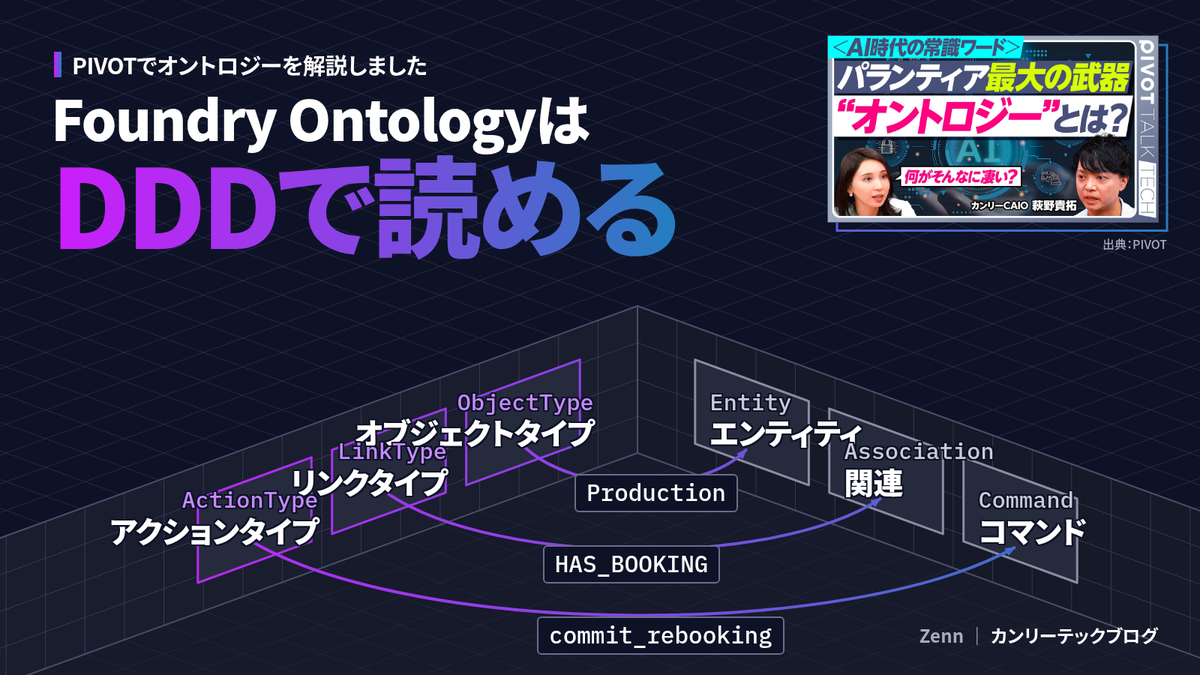 PIVOTでオントロジーを解説しました
Foundry Ontologyは
DDDで読める
＜AI時代の常識ワード＞
パランティア最大の武器
“オントロジー”とは?
AI
何がそんなに凄い?
カンリーCAIO 萩野貴拓
PIVOT TALK TECH
出典：PIVOT
ObjectType
オブジェクトタイプ
LinkType
リンクタイプ
ActionType
アクションタイプ
Entity
エンティティ
Association
関連
Command
コマンド
Production
HAS_BOOKING
commit_rebooking
Zenn｜カンリーテックブログ